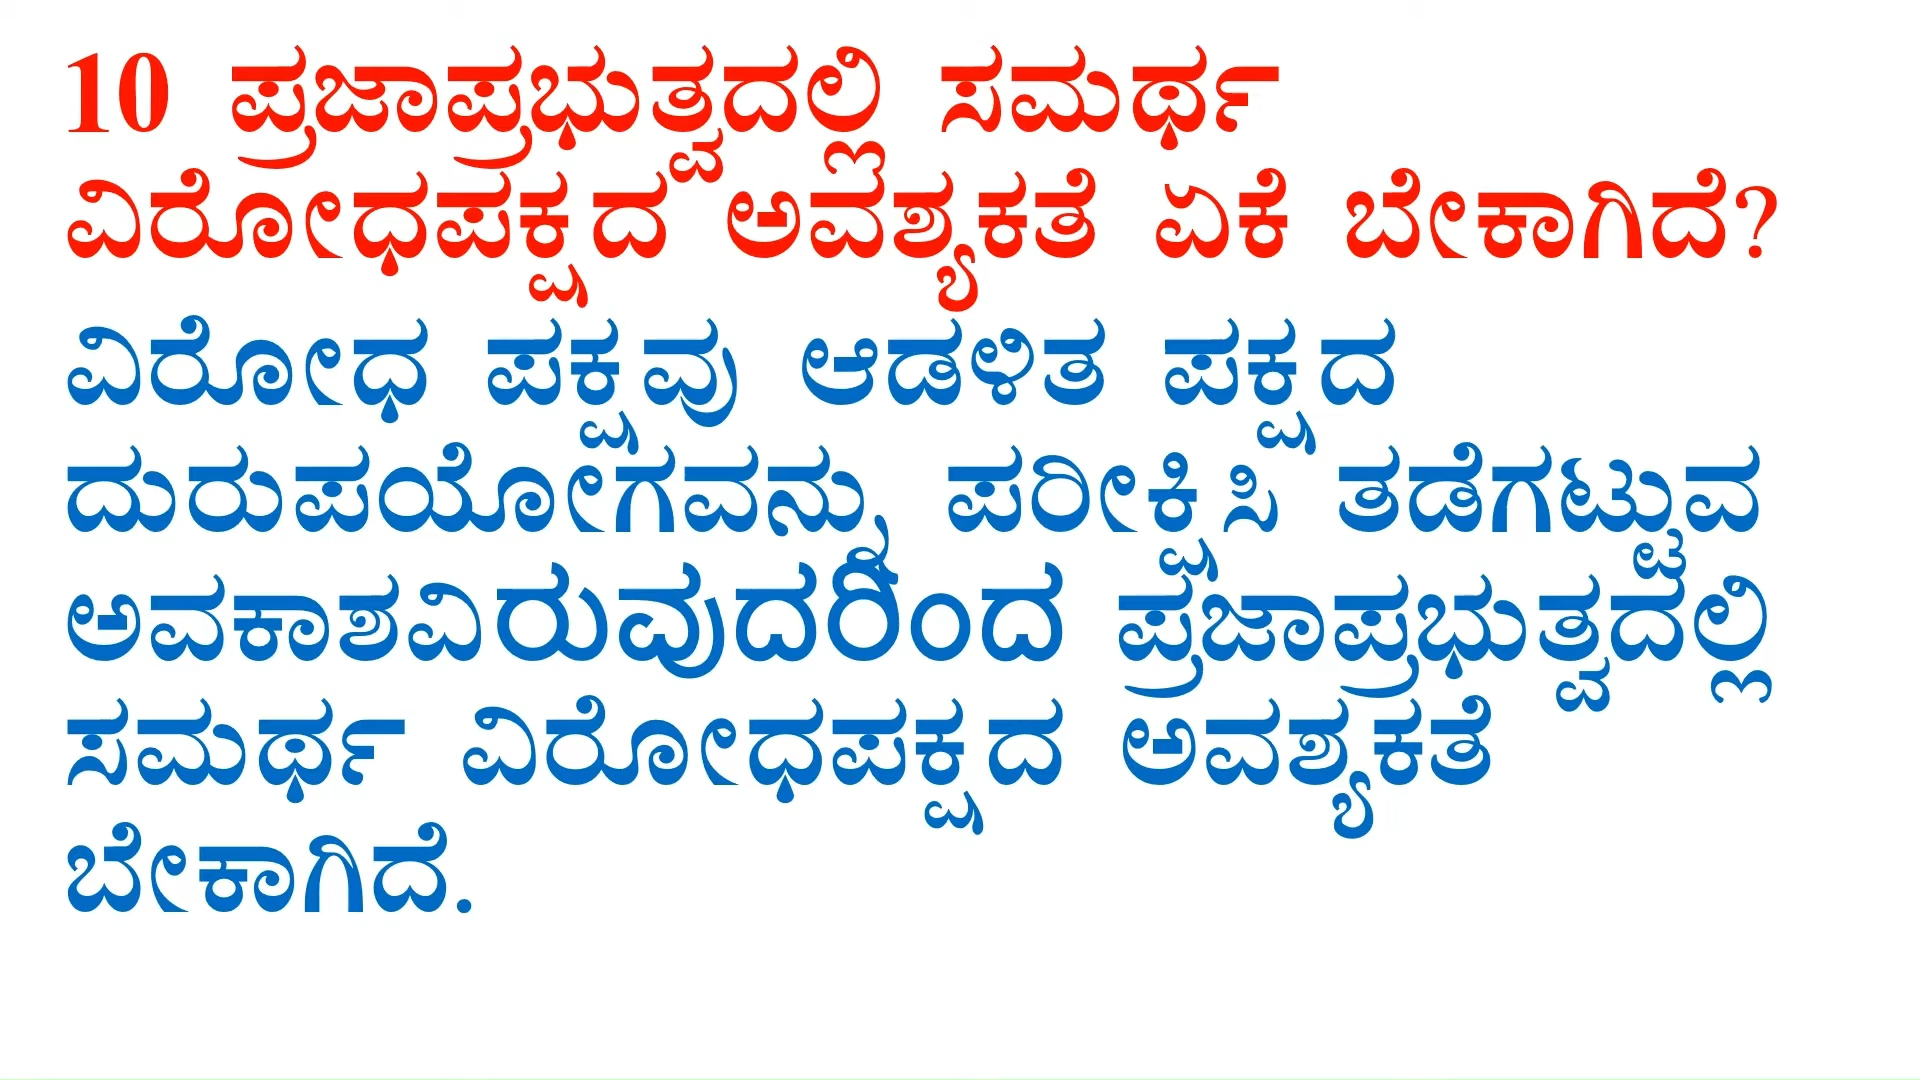 10 ಪ್ರಜಾಪ್ರಭುತ್ವದಲ್ಲಿ ಸಮರ್ಥ
ವಿರೋಧಪಕ್ಷದ ಅವಶ್ಯಕತೆ ಏಕೆ ಬೇಕಾಗಿದೆ?
ವಿರೋಧ ಪಕ್ಷವು ಆಡಳಿತ ಪಕ್ಷದ
ದುರುಪಯೋಗವನ್ನು ಪರೀಕ್ಷಿಸಿ ತಡೆಗಟ್ಟುವ
ಅವಕಾಶವಿರುವುದರಿಂದ ಪ್ರಜಾಪ್ರಭುತ್ವದಲ್ಲಿ
ಸಮರ್ಥ ವಿರೋಧಪಕ್ಷದ ಅವಶ್ಯಕತೆ
ಬೇಕಾಗಿದೆ.